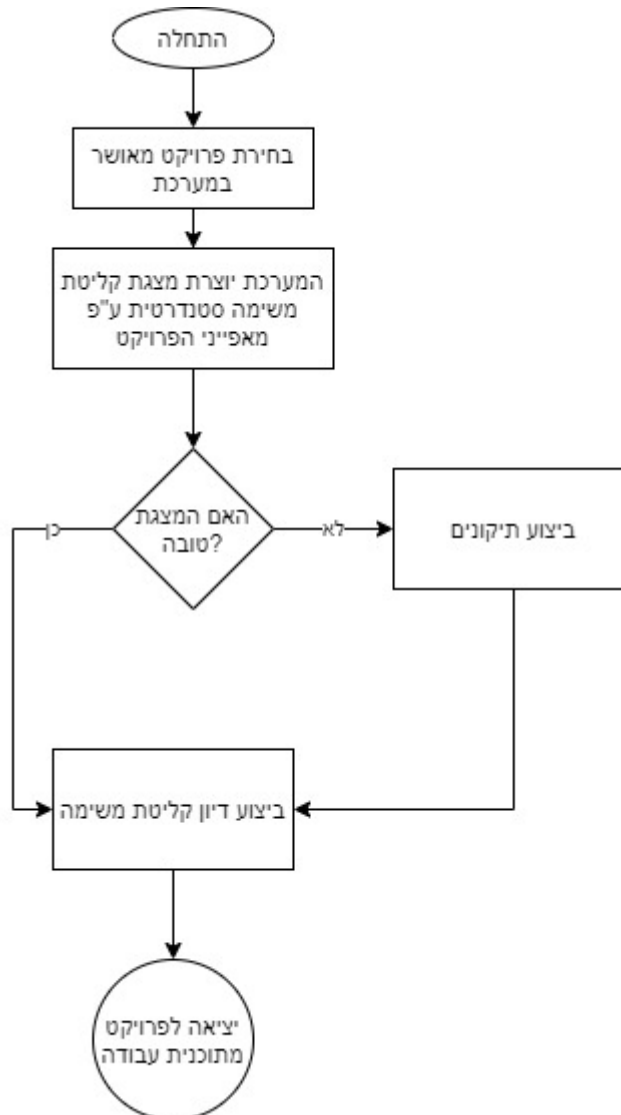 התחלה
בחירת פרויקט מאושר
במערכת
המערכת יוצרת מצגת קליטת
משימה סטנדרטית ע"פ
מאפייני הפרויקט
האם המצגת
טובה?
כן
לא
ביצוע תיקונים
ביצוע דיון קליטת משימה
יציאה לפרויקט
מתוכנית עבודה